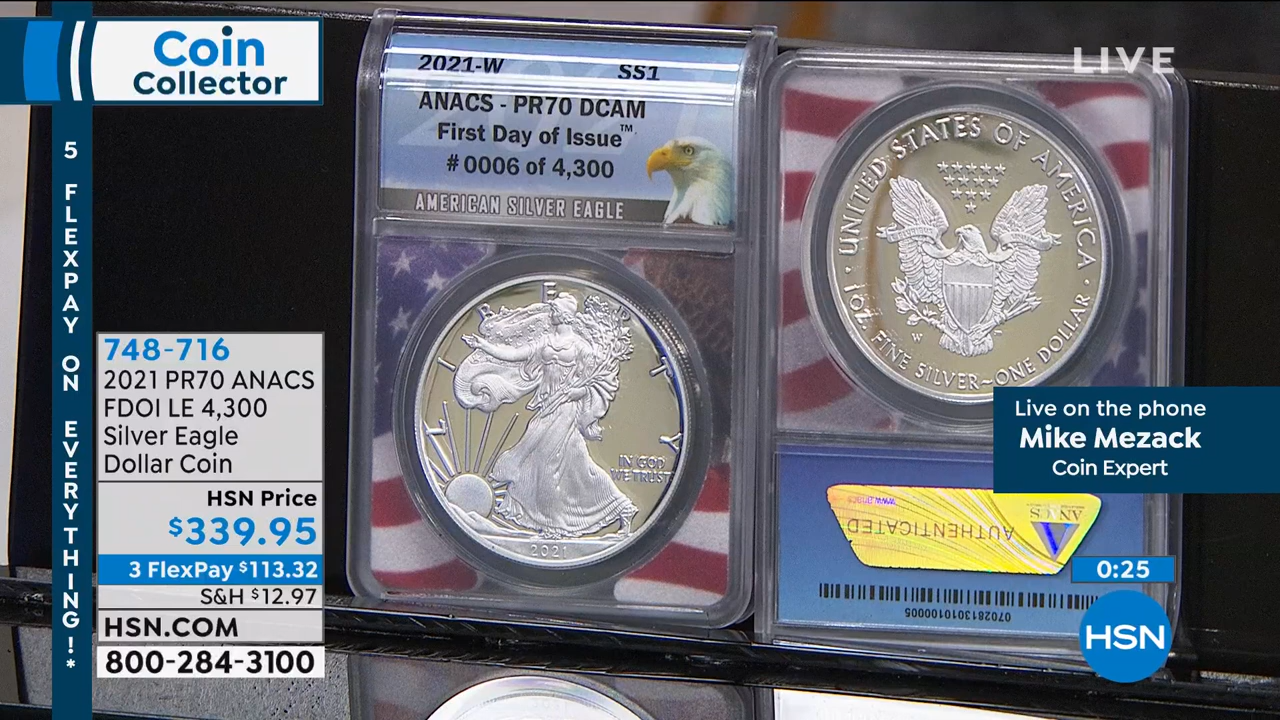 Coin
Collector
LIVE
5 FLEXPAY ON EVERYTHING!*
2021-W SS1
ANACS - PR70 DCAM
First Day of Issue™
#0006 of 4,300
AMERICAN SILVER EAGLE
LIBERTY
IN GOD
WE TRUST
2021
UNITED STATES OF AMERICA
W
1 OZ. FINE SILVER~ONE DOLLAR
748-716
2021 PR70 ANACS
FDOI LE 4,300
Silver Eagle
Dollar Coin
HSN Price
$339.95
3 FlexPay $113.32
S&H $12.97
HSN.COM
800-284-3100
Live on the phone
Mike Mezack
Coin Expert
www.anacs
ANACS
AUTHENTICATED
0702813010100005
0:25
HSN